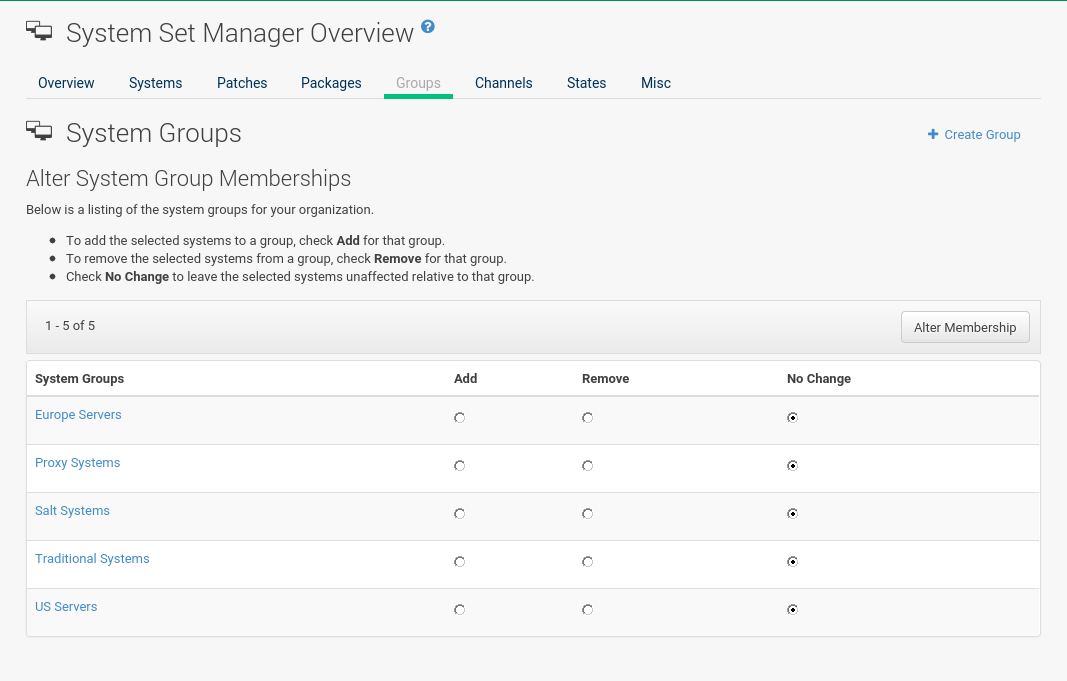 System Set Manager Overview ?
Overview Systems Patches Packages Groups Channels States Misc
System Groups
+ Create Group
Alter System Group Memberships
Below is a listing of the system groups for your organization.
To add the selected systems to a group, check Add for that group.
To remove the selected systems from a group, check Remove for that group.
Check No Change to leave the selected systems unaffected relative to that group.
1 - 5 of 5 Alter Membership
System Groups Add Remove No Change
Europe Servers
Proxy Systems
Salt Systems
Traditional Systems
US Servers